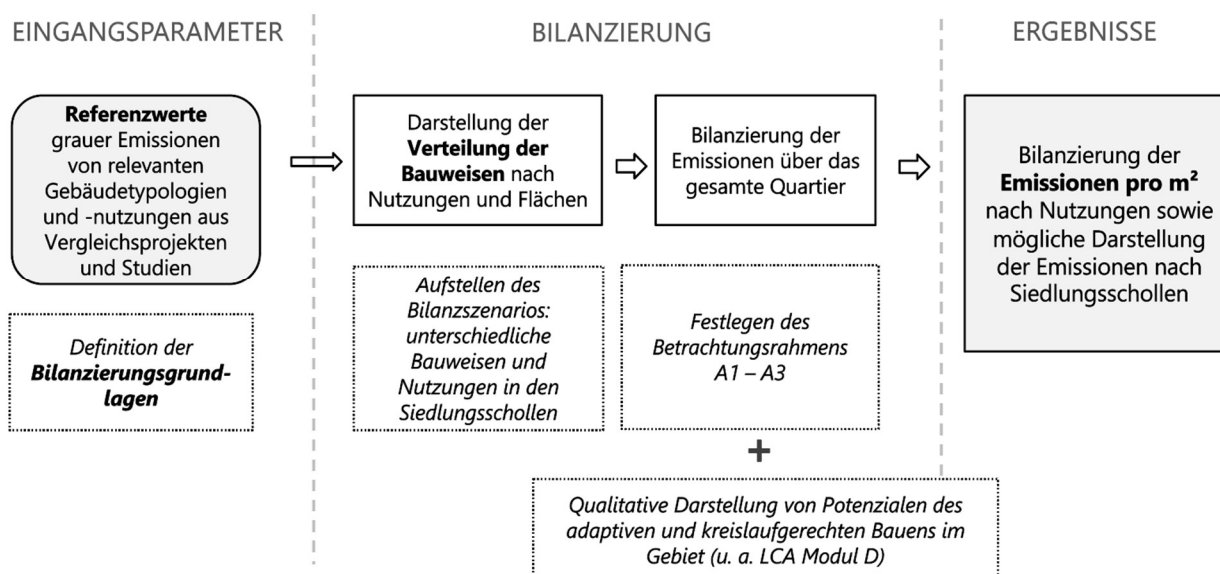 EINGANGSPARAMETER
BILANZIERUNG
ERGEBNISSE
Referenzwerte
grauer Emissionen
von relevanten
Gebäudetypologien
und -nutzungen aus
Vergleichsprojekten
und Studien
Definition der
Bilanzierungsgrund-
lagen
Darstellung der
Verteilung der
Bauweisen nach
Nutzungen und Flächen
Aufstellen des
Bilanzszenarios:
unterschiedliche
Bauweisen und
Nutzungen in den
Siedlungsschollen
Bilanzierung der
Emissionen über das
gesamte Quartier
Festlegen des
Betrachtungsrahmens
A1 – A3
+
Qualitative Darstellung von Potenzialen des
adaptiven und kreislaufgerechten Bauens im
Gebiet (u. a. LCA Modul D)
Bilanzierung der
Emissionen pro m²
nach Nutzungen sowie
mögliche Darstellung
der Emissionen nach
Siedlungsschollen